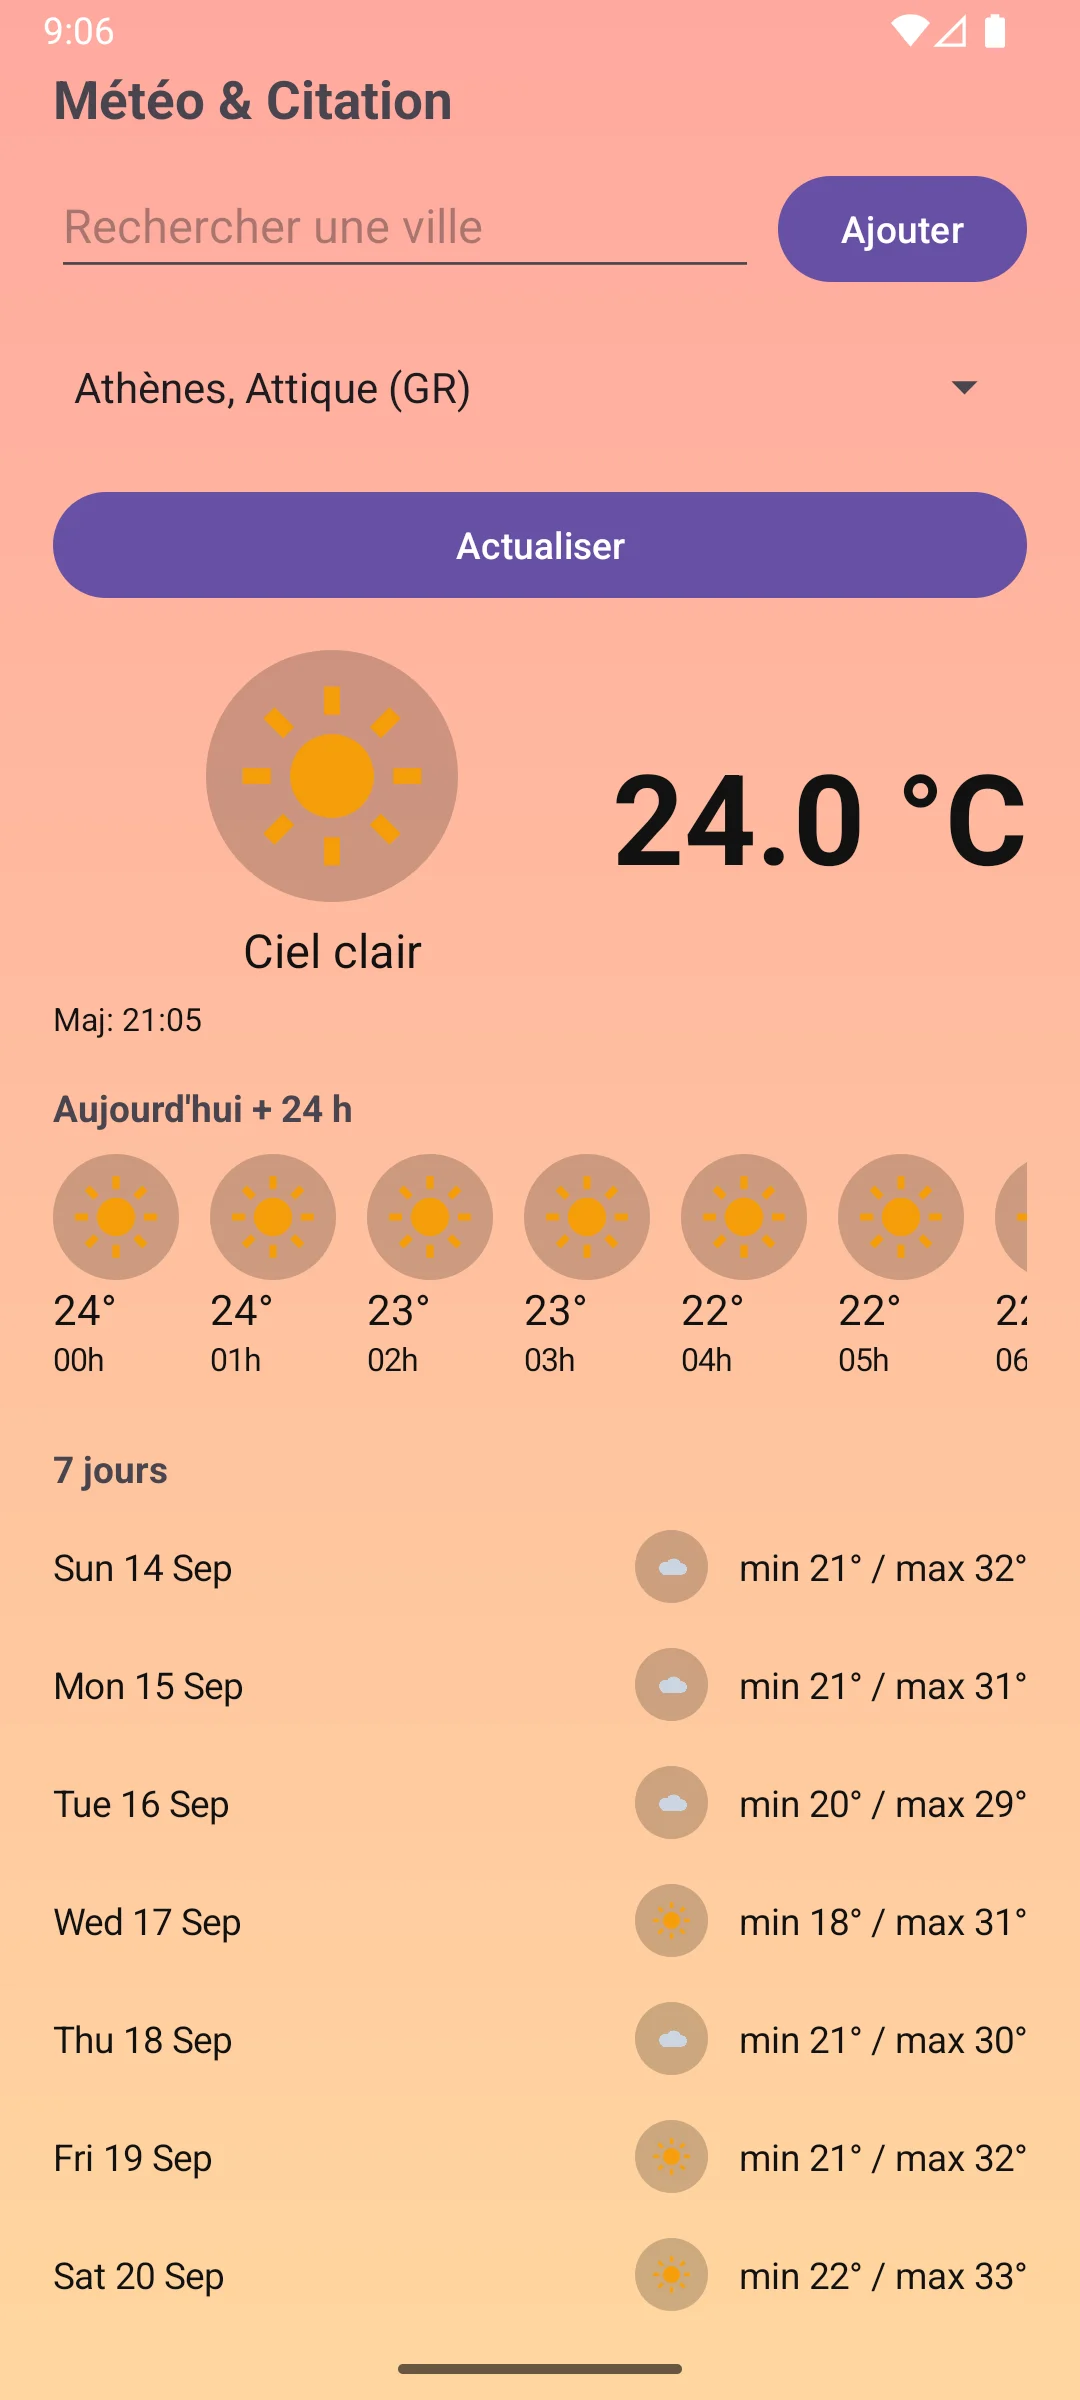 9:06
Météo & Citation
Rechercher une ville
Ajouter
Athènes, Attique (GR)
Actualiser
24.0 °C
Ciel clair
Maj: 21:05
Aujourd'hui + 24 h
24° 24° 23° 23° 22° 22° 22
00h 01h 02h 03h 04h 05h 06
7 jours
Sun 14 Sep min 21° / max 32°
Mon 15 Sep min 21° / max 31°
Tue 16 Sep min 20° / max 29°
Wed 17 Sep min 18° / max 31°
Thu 18 Sep min 21° / max 30°
Fri 19 Sep min 21° / max 32°
Sat 20 Sep min 22° / max 33°